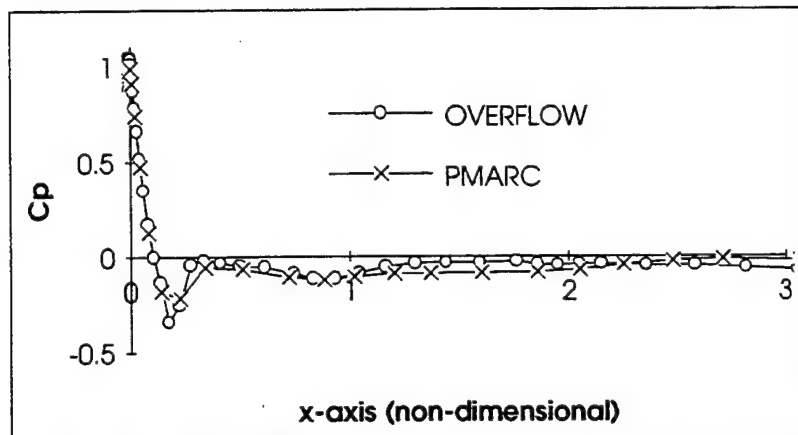 1
OVERFLOW
0.5
PMARC
Cp
0
0
1
2
3
-0.5
x-axis (non-dimensional)